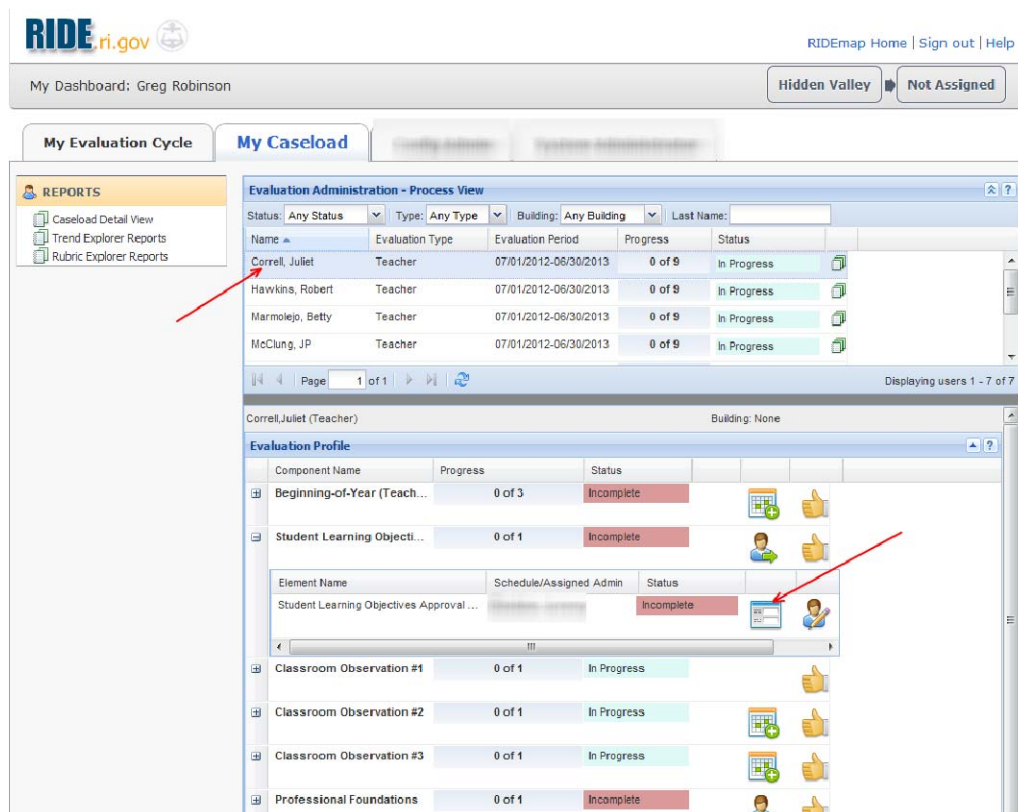 RIDE.ri.gov
RIDEmap Home | Sign out | Help
My Dashboard: Greg Robinson
Hidden Valley
Not Assigned
My Evaluation Cycle
My Caseload
REPORTS
Caseload Detail View
Trend Explorer Reports
Rubric Explorer Reports
Evaluation Administration - Process View
Status: Any Status Type: Any Type Building: Any Building Last Name:
Name Evaluation Type Evaluation Period Progress Status
Correll, Juliet Teacher 07/01/2012-06/30/2013 0 of 9 In Progress
Hawkins, Robert Teacher 07/01/2012-06/30/2013 0 of 9 In Progress
Marmolejo, Betty Teacher 07/01/2012-06/30/2013 0 of 9 In Progress
McClung, JP Teacher 07/01/2012-06/30/2013 0 of 9 In Progress
Page 1 of 1 Displaying users 1 - 7 of 7
Correll,Juliet (Teacher) Building: None
Evaluation Profile
Component Name Progress Status
Beginning-of-Year (Teach... 0 of 3 Incomplete
Student Learning Objecti... 0 of 1 Incomplete
Element Name Schedule/Assigned Admin Status
Student Learning Objectives Approval ... Incomplete
Classroom Observation #1 0 of 1 In Progress
Classroom Observation #2 0 of 1 In Progress
Classroom Observation #3 0 of 1 In Progress
Professional Foundations 0 of 1 Incomplete